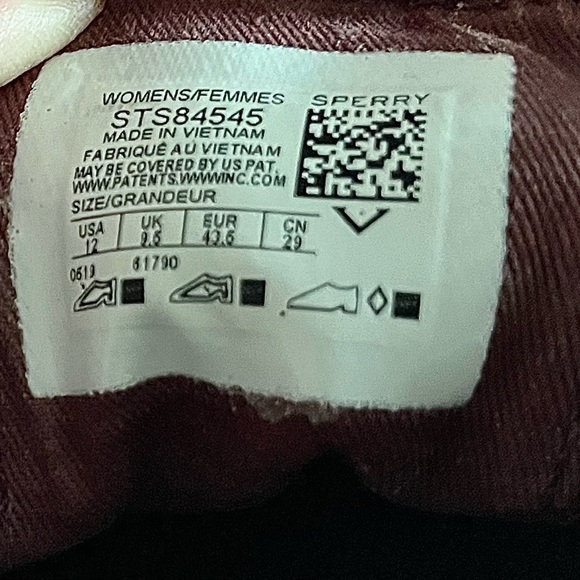 WOMENS/FEMMES
SPERRY
STS84545
MADE IN VIETNAM
FABRIQUÉ AU VIETNAM
MAY BE COVERED BY US PAT.
WWW.PATENTS.WWWINC.COM
SIZE/GRANDEUR
USA UK EUR CN
12 9.5 43.5 29
0519 61790